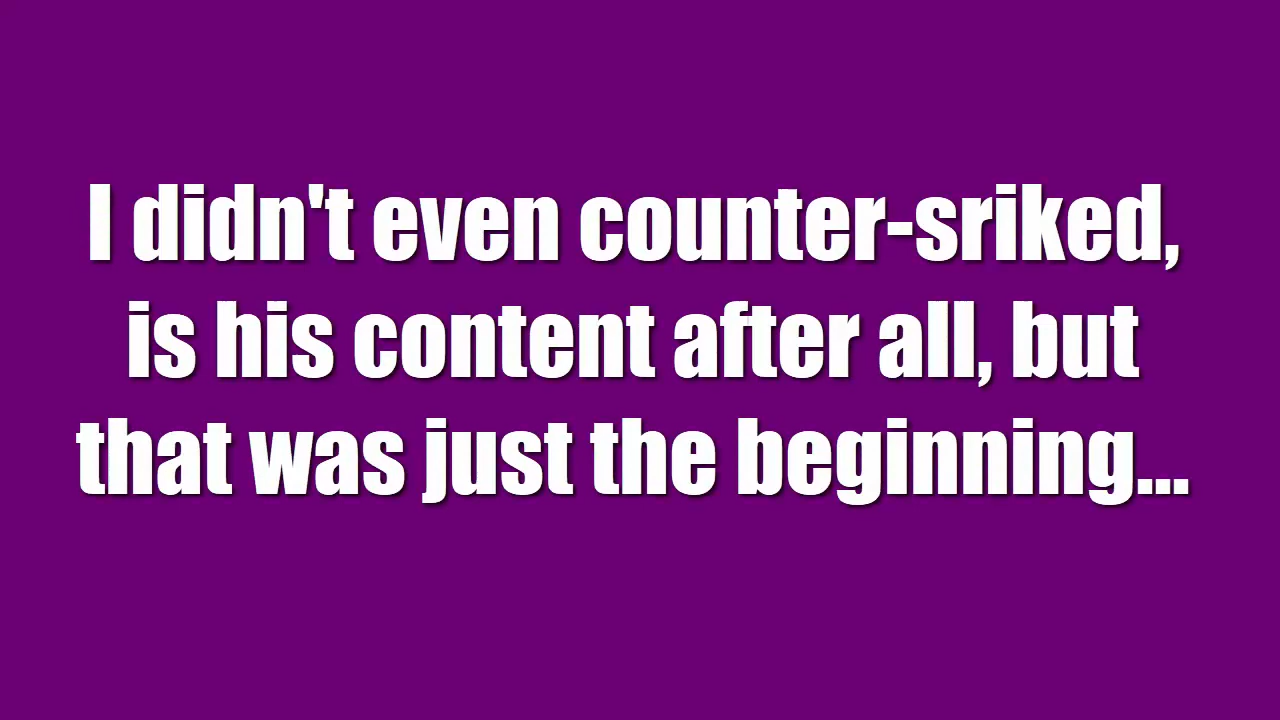 I didn't even counter-sriked,
is his content after all, but
that was just the beginning...